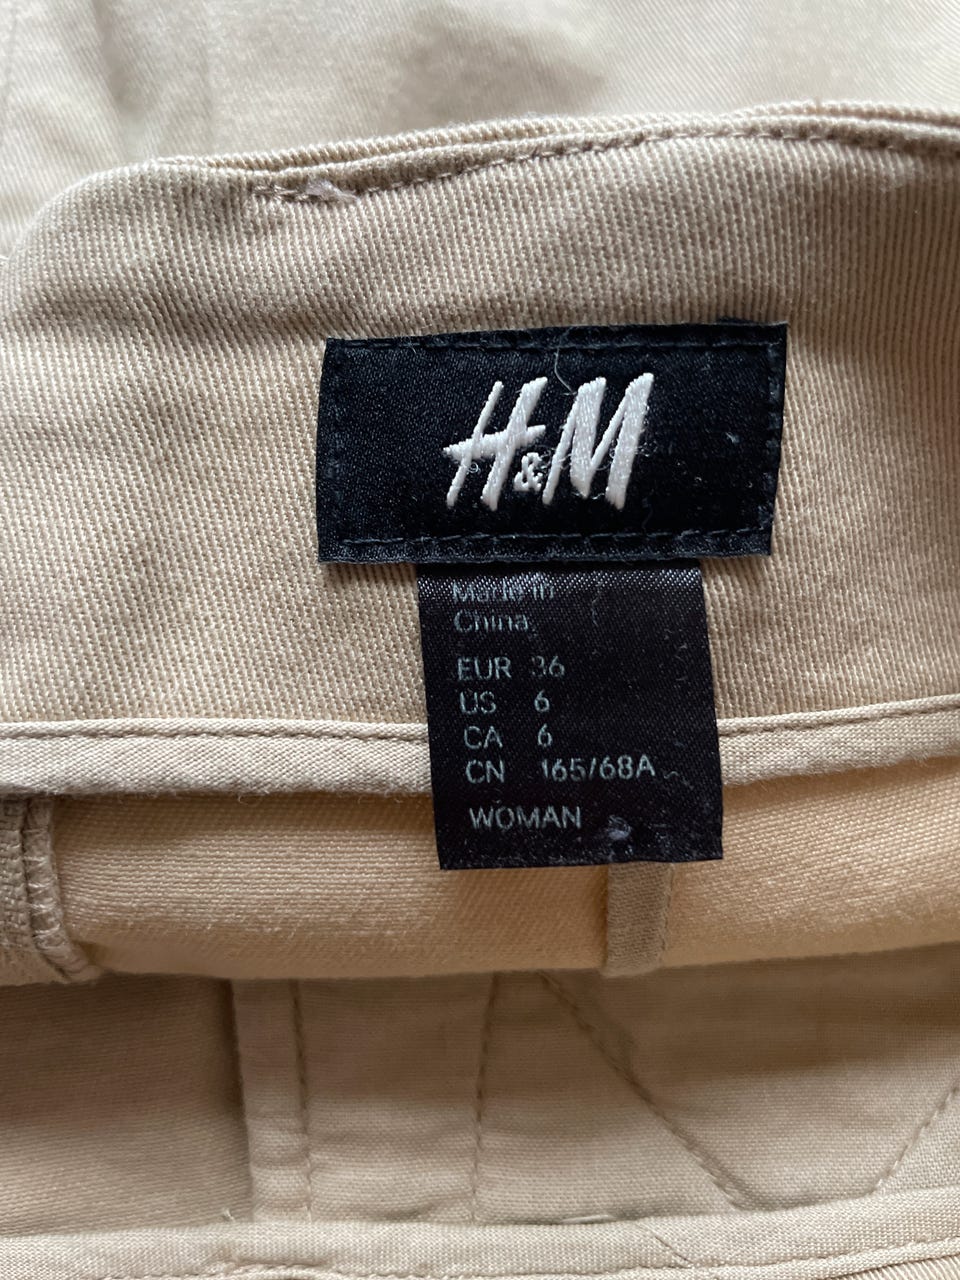 H&M
Made in
China
EUR 36
US 6
CA 6
CN 165/68A
WOMAN